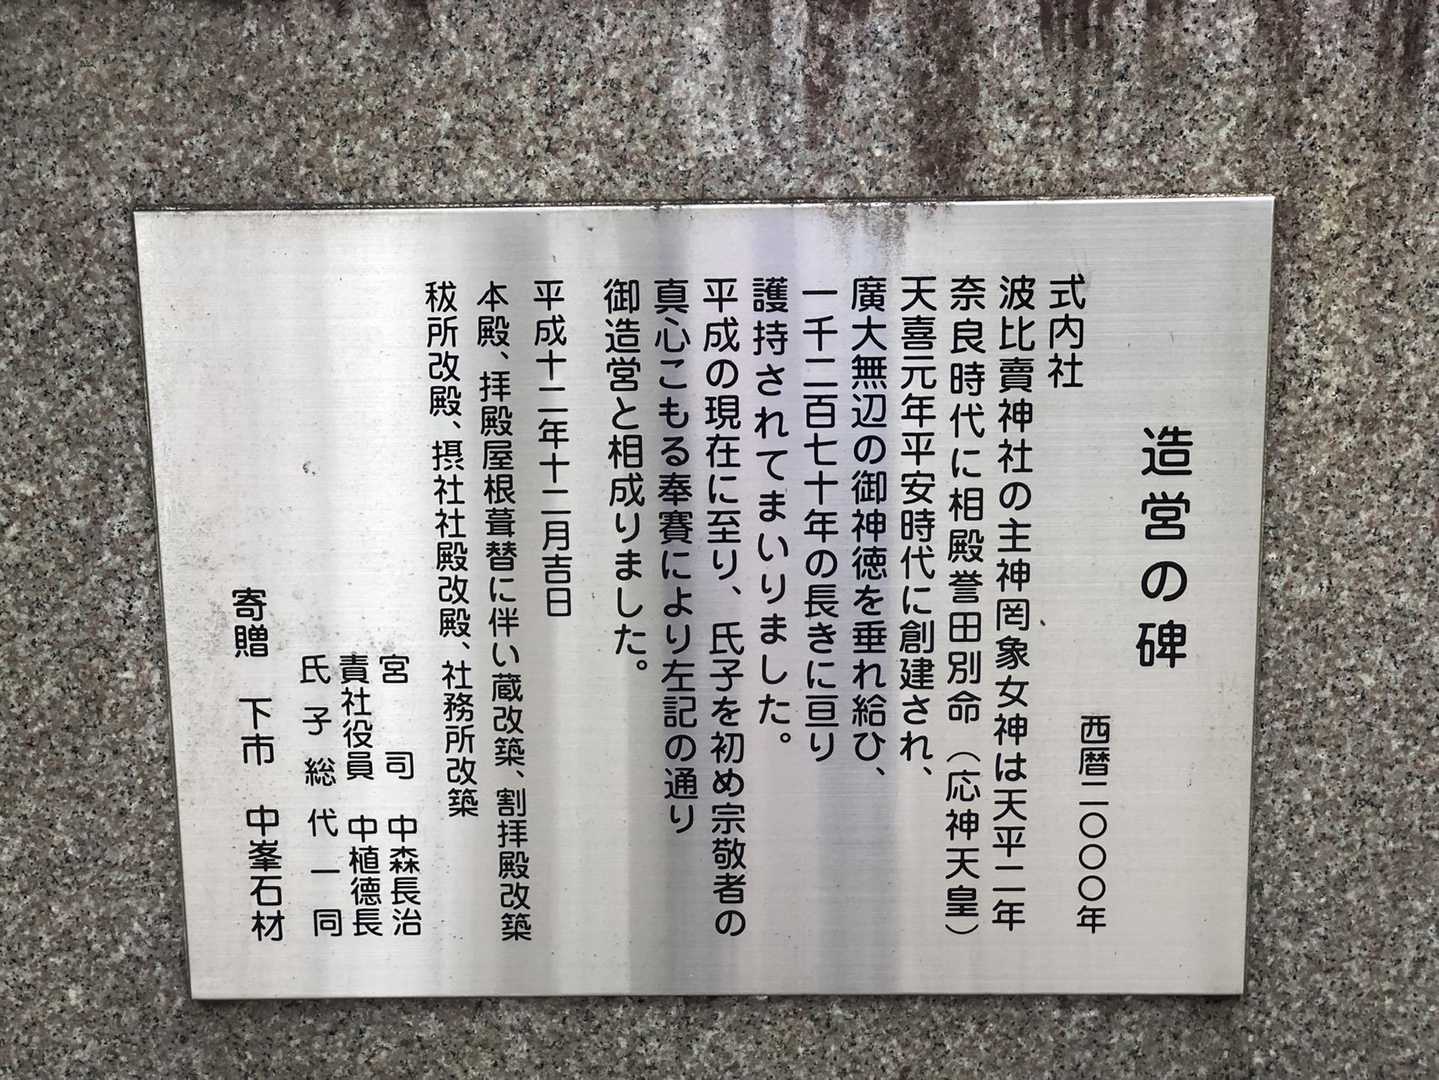 造営の碑
西暦二〇〇〇年
式内社
波比賣神社の主神罔象女神は天平二年
奈良時代に相殿誉田別命（応神天皇）
天喜元年平安時代に創建され、
廣大無辺の御神徳を垂れ給ひ、
一千二百七十年の長きに亘り
護持されてまいりました。
平成の現在に至り、氏子を初め宗敬者の
真心こもる奉賽により左記の通り
御造営と相成りました。
平成十二年十二月吉日
本殿、拝殿屋根葺替に伴い蔵改築、割拝殿改築
秡所改殿、摂社社殿改殿、社務所改築
宮司 中森長治
責社役員 中植德長
氏子総代一同
寄贈 下市 中峯石材